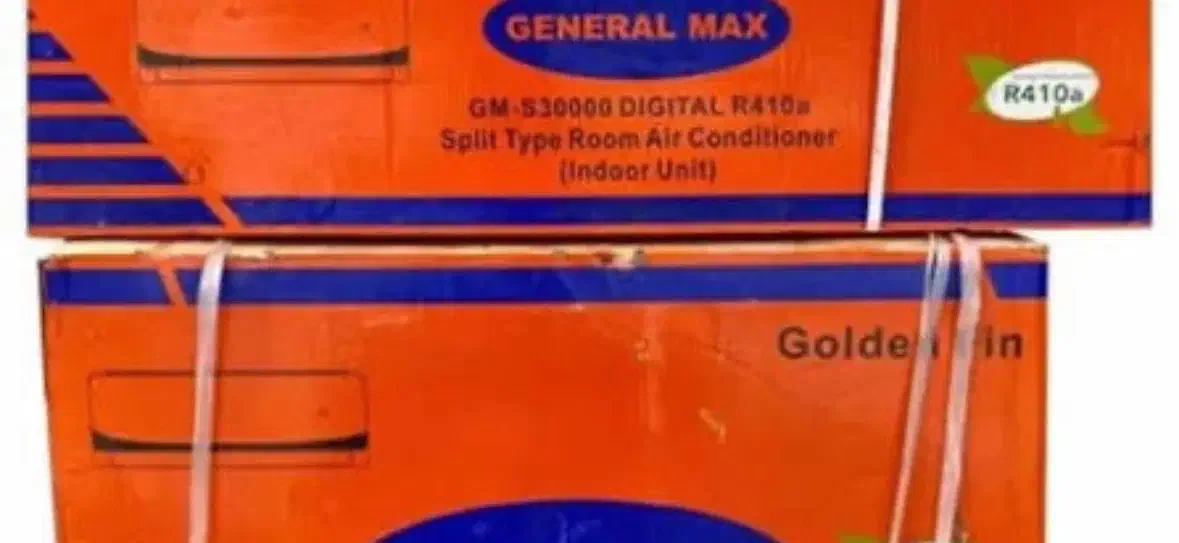 GENERAL MAX
R410a
GM-S30000 DIGITAL R410a
Split Type Room Air Conditioner
(Indoor Unit)
Golden Fin